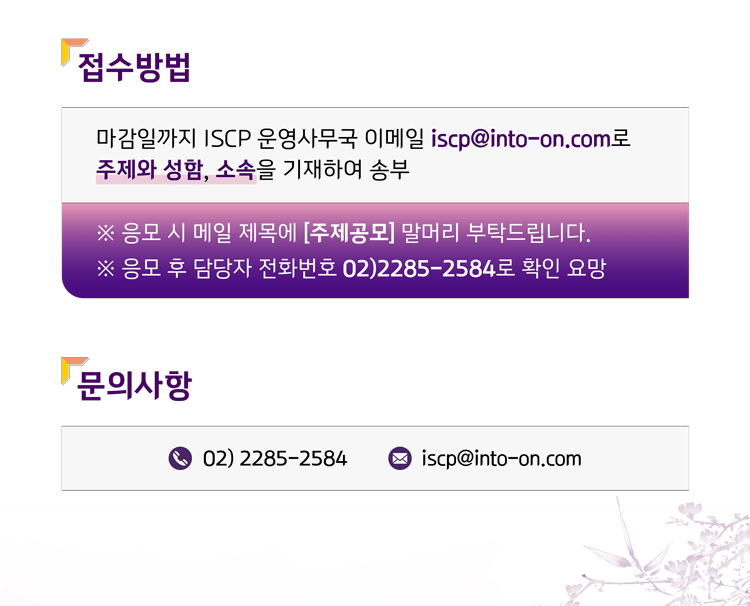 접수방법
마감일까지 ISCP 운영사무국 이메일 iscp@into-on.com로
주제와 성함, 소속을 기재하여 송부
※ 응모 시 메일 제목에 [주제공모] 말머리 부탁드립니다.
※ 응모 후 담당자 전화번호 02)2285-2584로 확인 요망
문의사항
02) 2285-2584 iscp@into-on.com